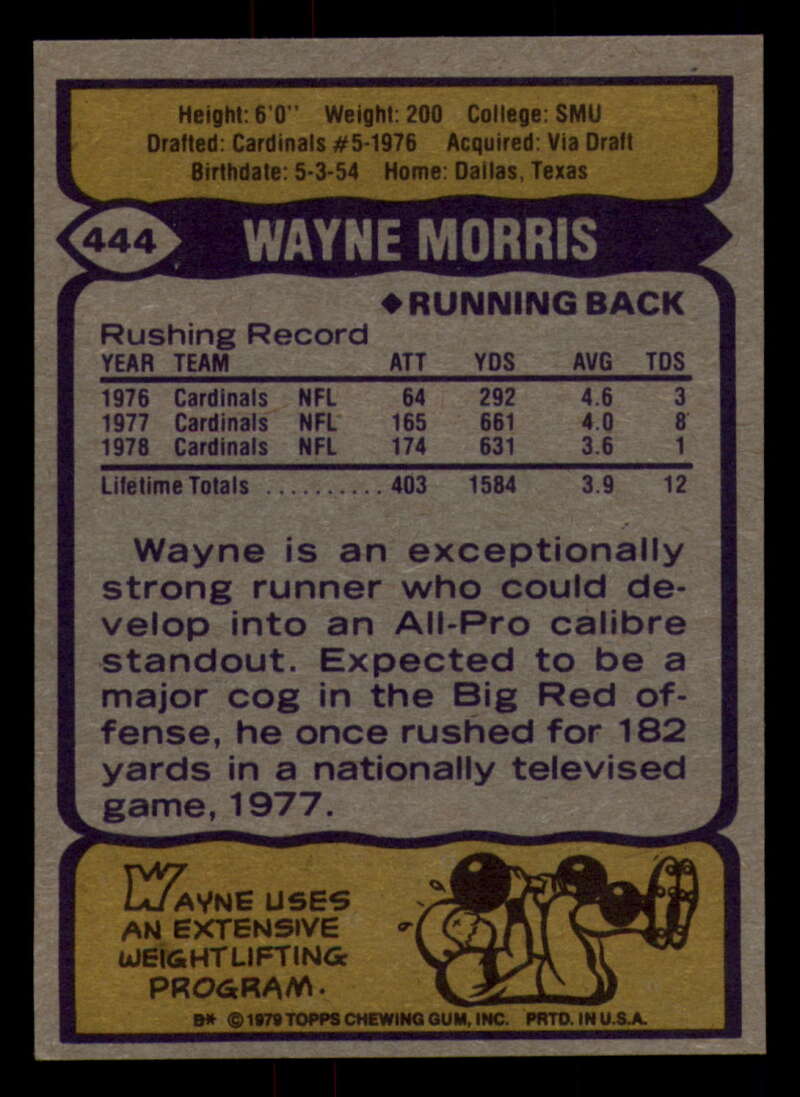 Height: 6'0" Weight: 200 College: SMU
Drafted: Cardinals #5-1976 Acquired: Via Draft
Birthdate: 5-3-54 Home: Dallas, Texas
444 WAYNE MORRIS
◆RUNNING BACK
Rushing Record
YEAR TEAM ATT YDS AVG TDS
1976 Cardinals NFL 64 292 4.6 3
1977 Cardinals NFL 165 661 4.0 8
1978 Cardinals NFL 174 631 3.6 1
Lifetime Totals .......... 403 1584 3.9 12
Wayne is an exceptionally
strong runner who could de-
velop into an All-Pro calibre
standout. Expected to be a
major cog in the Big Red of-
fense, he once rushed for 182
yards in a nationally televised
game, 1977.
WAYNE USES
AN EXTENSIVE
WEIGHTLIFTING
PROGRAM.
B* ©1979 TOPPS CHEWING GUM, INC. PRTD. IN U.S.A.